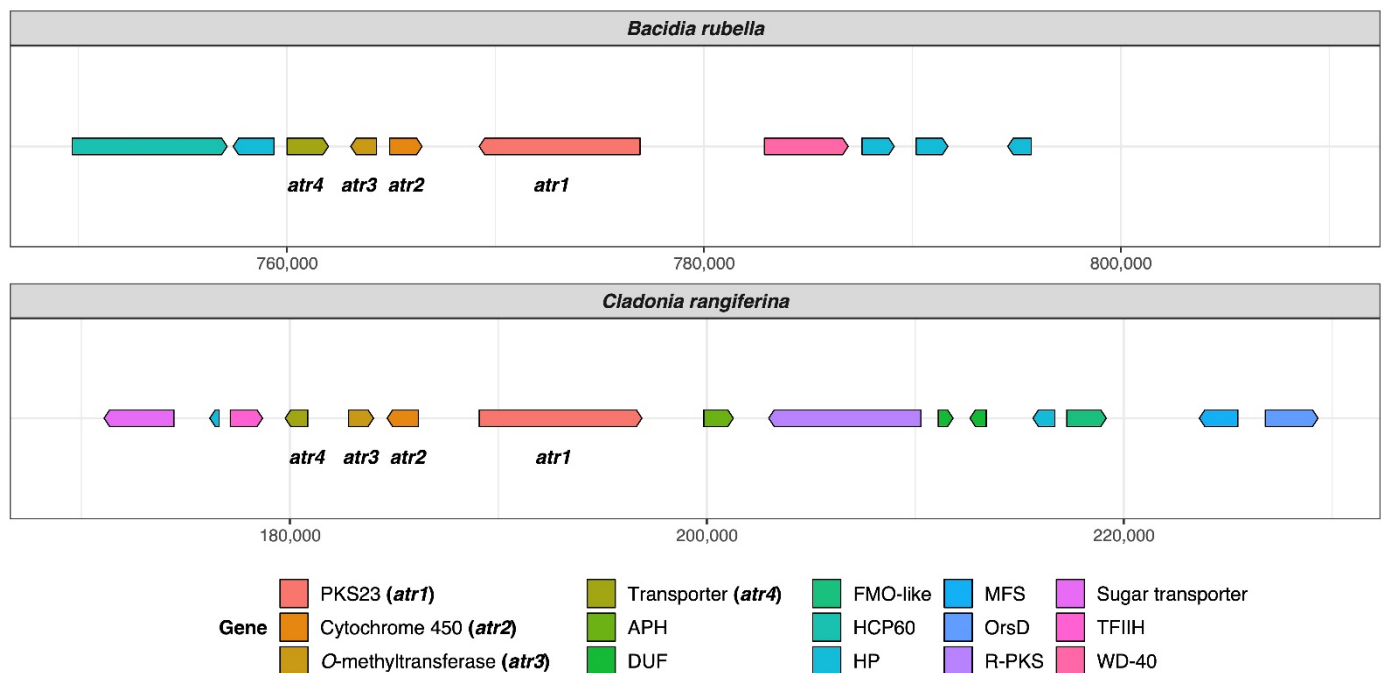 Bacidia rubella
atr4 atr3 atr2 atr1
760,000 780,000 800,000
Cladonia rangiferina
atr4 atr3 atr2 atr1
180,000 200,000 220,000
PKS23 (atr1) Transporter (atr4) FMO-like MFS Sugar transporter
Gene Cytochrome 450 (atr2) APH HCP60 OrsD TFIIH
O-methyltransferase (atr3) DUF HP R-PKS WD-40